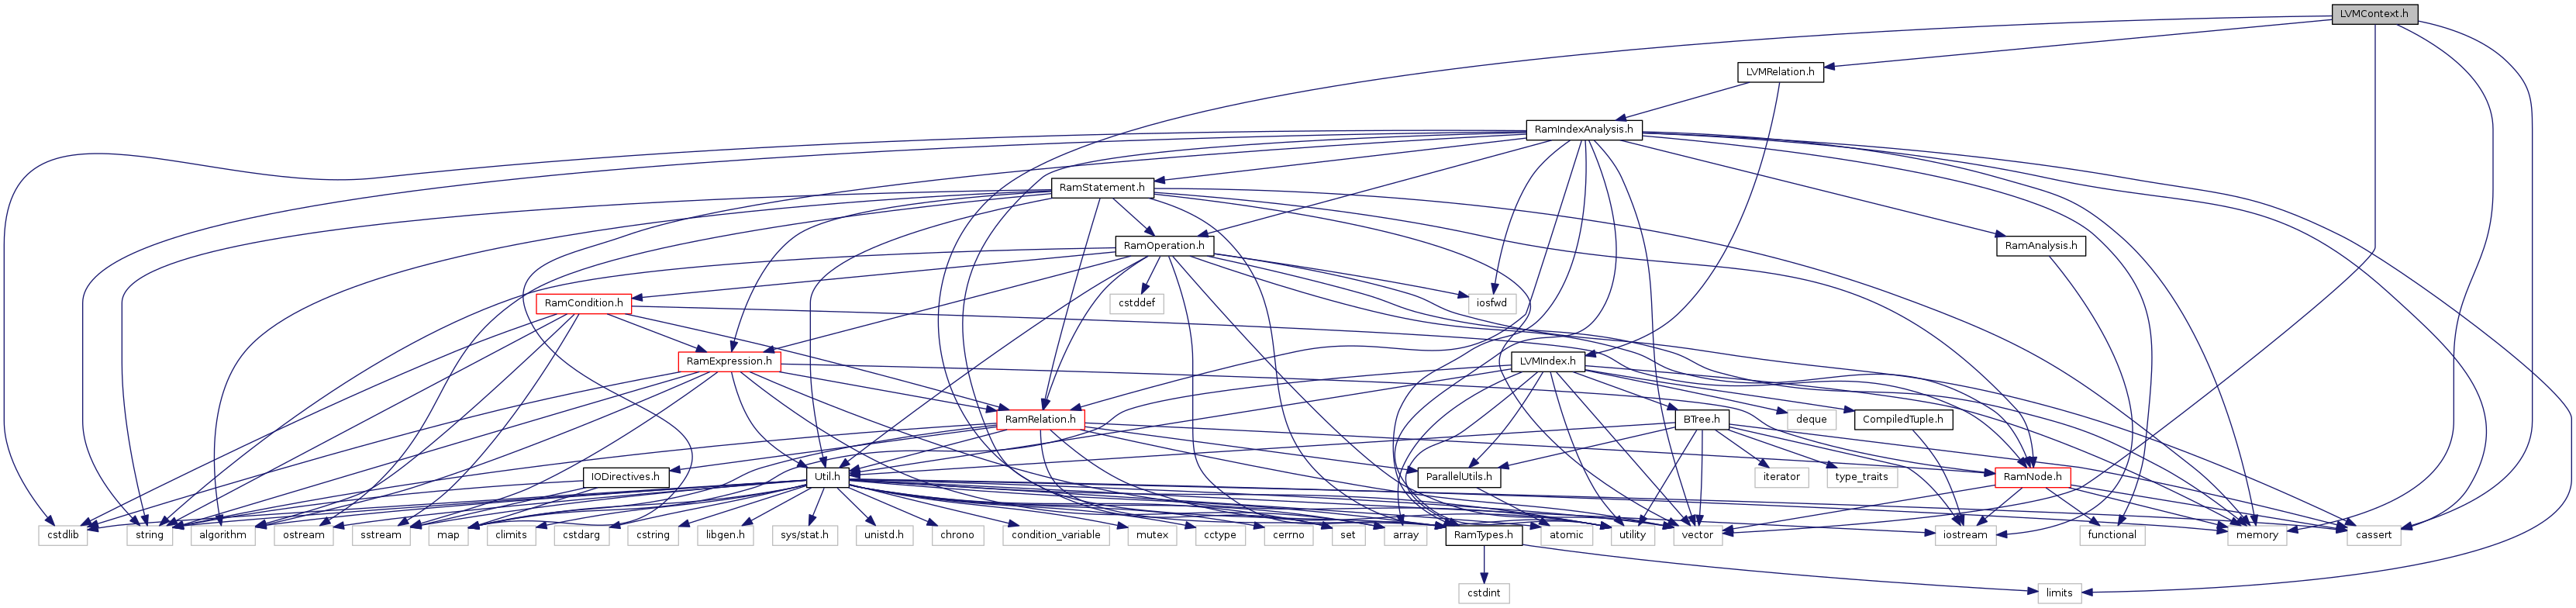 LVMContext.h
LVMRelation.h
RamIndexAnalysis.h
RamStatement.h
RamOperation.h
RamAnalysis.h
RamCondition.h
cstddef
iosfwd
RamExpression.h
LVMIndex.h
RamRelation.h
BTree.h
deque
CompiledTuple.h
IODirectives.h
Util.h
ParallelUtils.h
iterator
type_traits
RamNode.h
cstdlib
string
algorithm
ostream
sstream
map
climits
cstdarg
cstring
libgen.h
sys/stat.h
unistd.h
chrono
condition_variable
mutex
cctype
cerrno
set
array
RamTypes.h
atomic
utility
vector
iostream
functional
memory
cassert
cstdint
limits